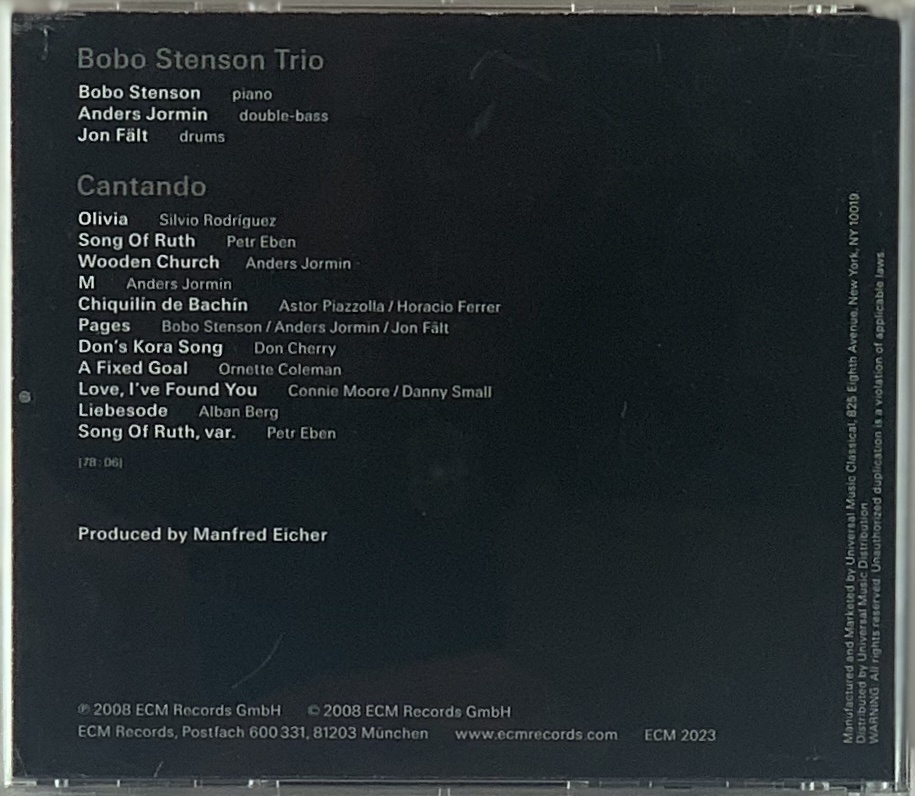 Bobo Stenson Trio
Bobo Stenson piano
Anders Jormin double-bass
Jon Fält drums
Cantando
Olivia Silvio Rodríguez
Song Of Ruth Petr Eben
Wooden Church Anders Jormin
M Anders Jormin
Chiquilín de Bachín Astor Piazzolla / Horacio Ferrer
Pages Bobo Stenson / Anders Jormin / Jon Fält
Don's Kora Song Don Cherry
A Fixed Goal Ornette Coleman
Love, I've Found You Connie Moore / Danny Small
Liebesode Alban Berg
Song Of Ruth, var. Petr Eben
[78:06]
Produced by Manfred Eicher
℗ 2008 ECM Records GmbH © 2008 ECM Records GmbH
ECM Records, Postfach 600 331, 81203 München www.ecmrecords.com ECM 2023
Manufactured and Marketed by Universal Music Classical, 825 Eighth Avenue, New York, NY 10019.
Distributed by Universal Music Distribution.
WARNING: All rights reserved. Unauthorized duplication is a violation of applicable laws.